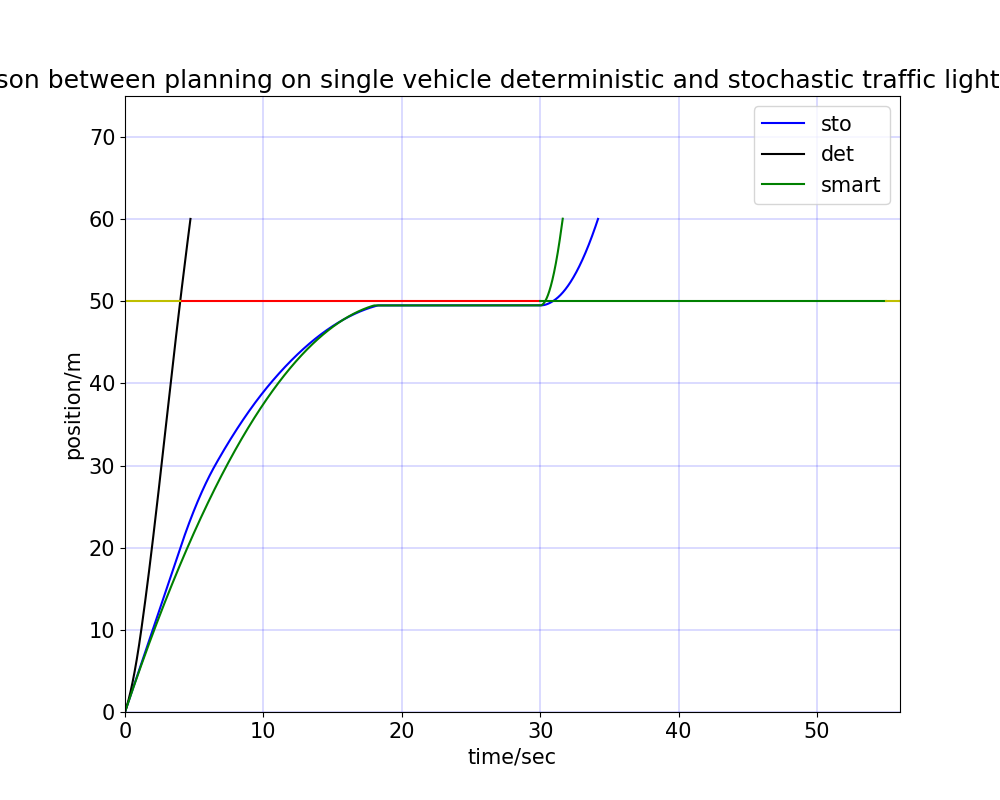 son between planning on single vehicle deterministic and stochastic traffic light
sto
det
smart
70
60
50
40
30
20
10
0
position/m
0 10 20 30 40 50
time/sec